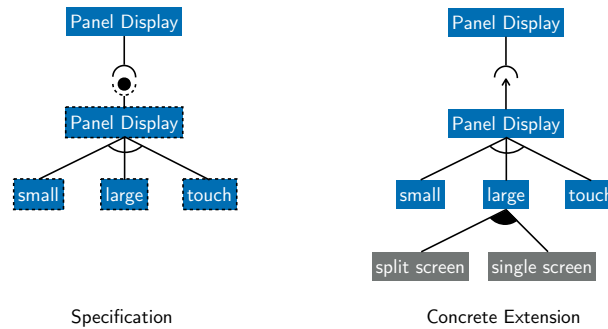 Panel Display
Panel Display
small large touch
Specification
Panel Display
Panel Display
small large touch
split screen single screen
Concrete Extension